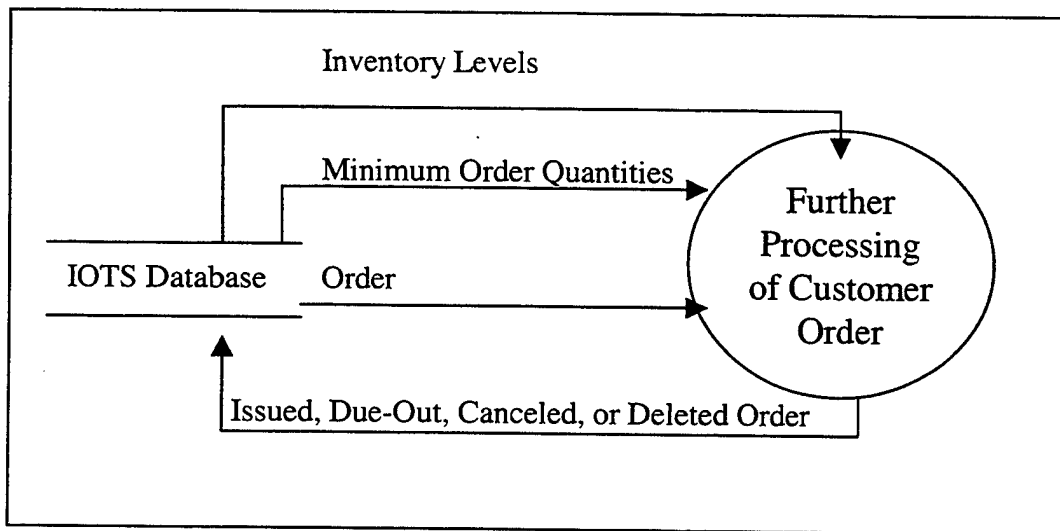 Inventory Levels
Minimum Order Quantities
IOTS Database
Order
Further
Processing
of Customer
Order
Issued, Due-Out, Canceled, or Deleted Order